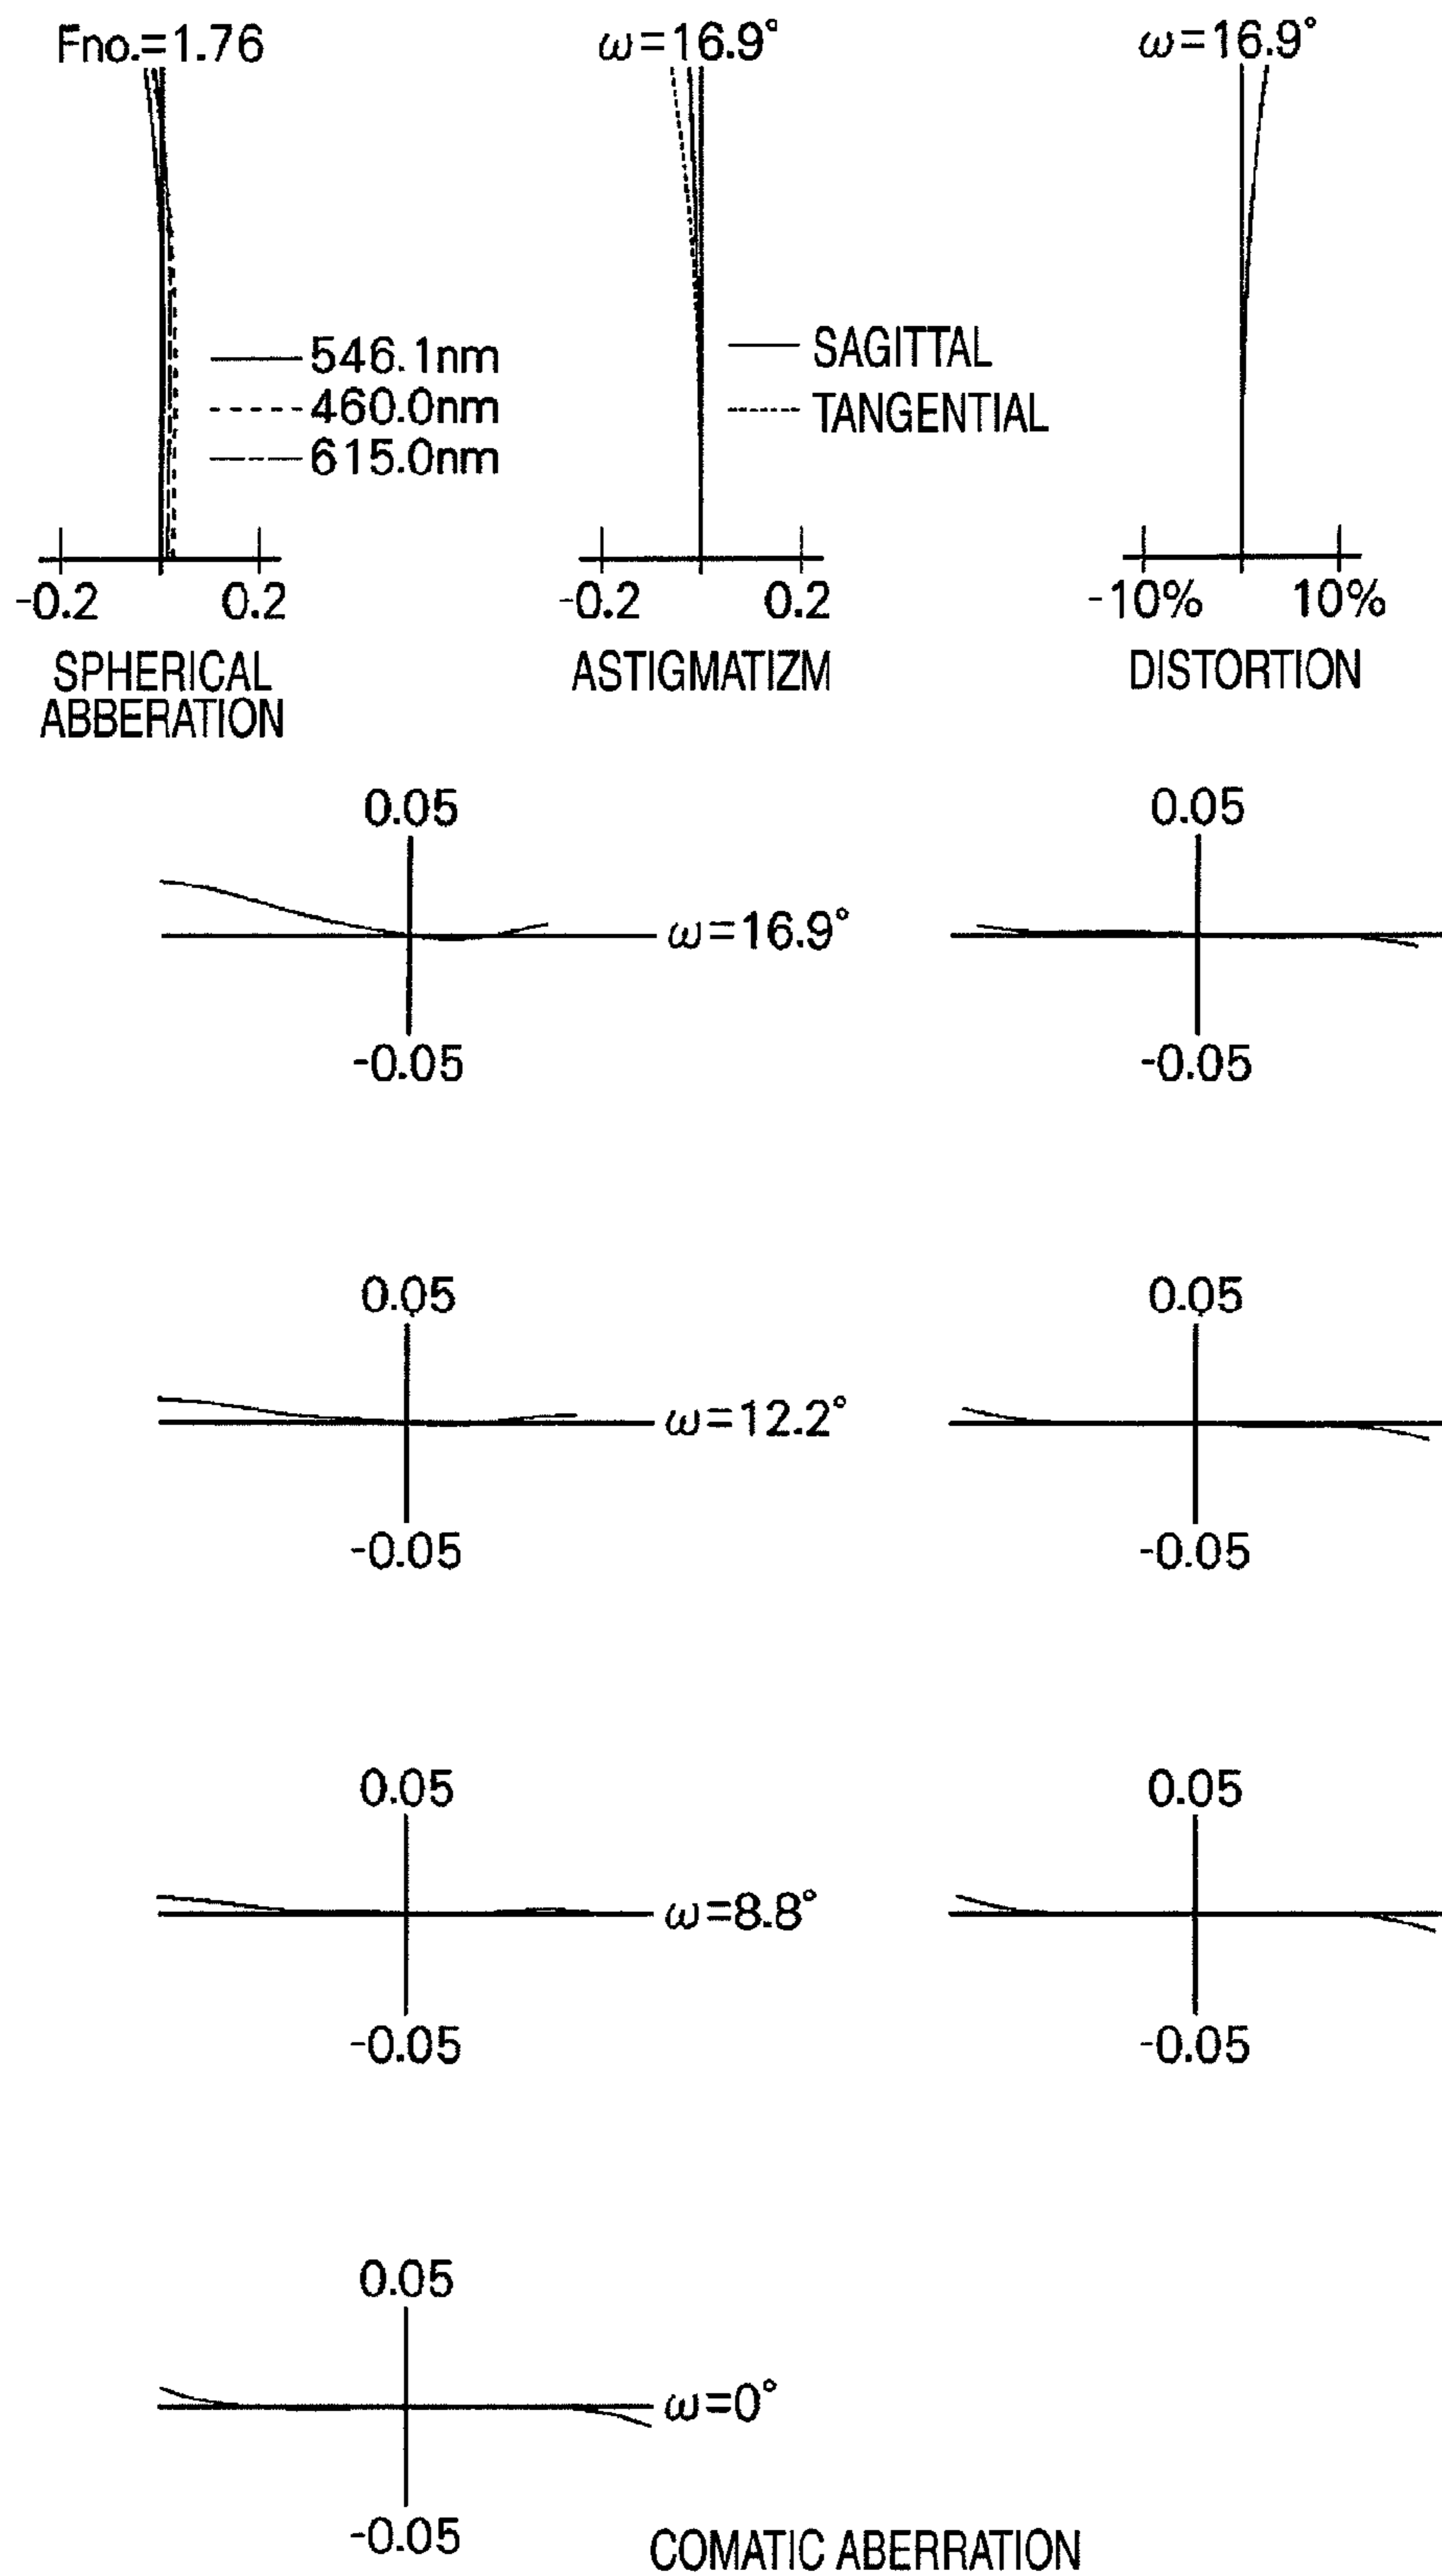 Fno.=1.76
ω=16.9°
ω=16.9°
546.1nm
460.0nm
615.0nm
SAGITTAL
TANGENTIAL
-0.2 0.2
-0.2 0.2
-10% 10%
SPHERICAL
ABBERATION
ASTIGMATIZM
DISTORTION
0.05
0.05
ω=16.9°
-0.05
-0.05
0.05
0.05
ω=12.2°
-0.05
-0.05
0.05
0.05
ω=8.8°
-0.05
-0.05
0.05
ω=0°
-0.05
COMATIC ABERRATION